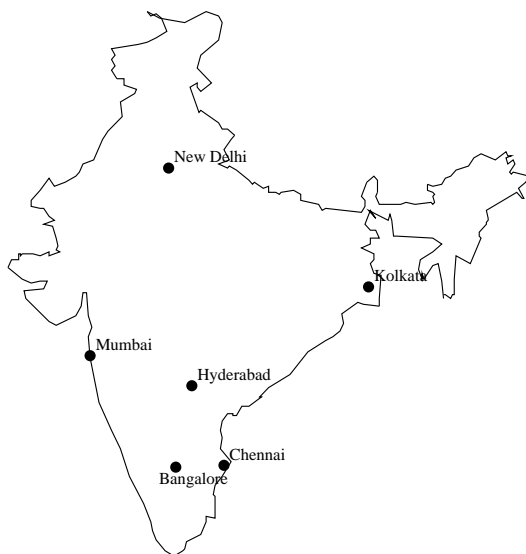 New Delhi
Kolkata
Mumbai
Hyderabad
Chennai
Bangalore